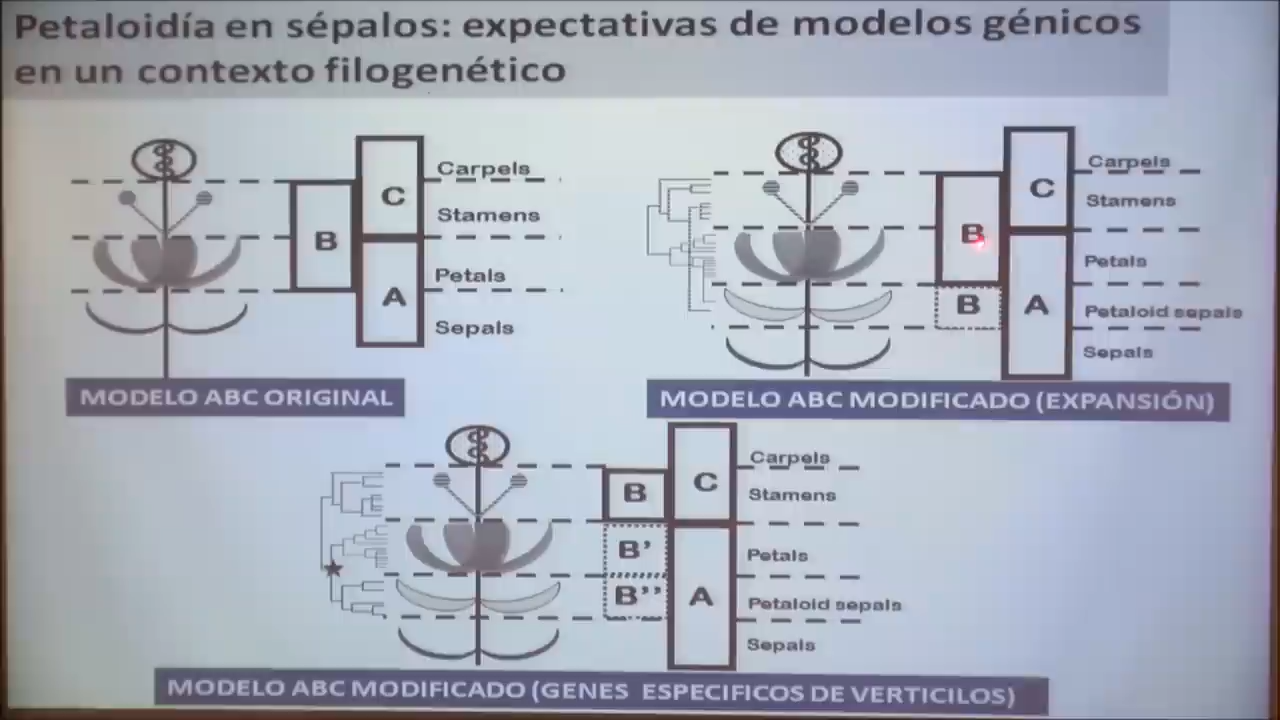 Petaloidía en sépalos: expectativas de modelos génicos
en un contexto filogenético
Carpels
C
Stamens
B
Petals
A
Sepals
MODELO ABC ORIGINAL
Carpels
C
Stamens
B
Petals
B
A
Petaloid sepals
Sepals
MODELO ABC MODIFICADO (EXPANSIÓN)
Carpels
C
B
Stamens
B’
Petals
B’’
A
Petaloid sepals
Sepals
MODELO ABC MODIFICADO (GENES ESPECIFICOS DE VERTICILOS)